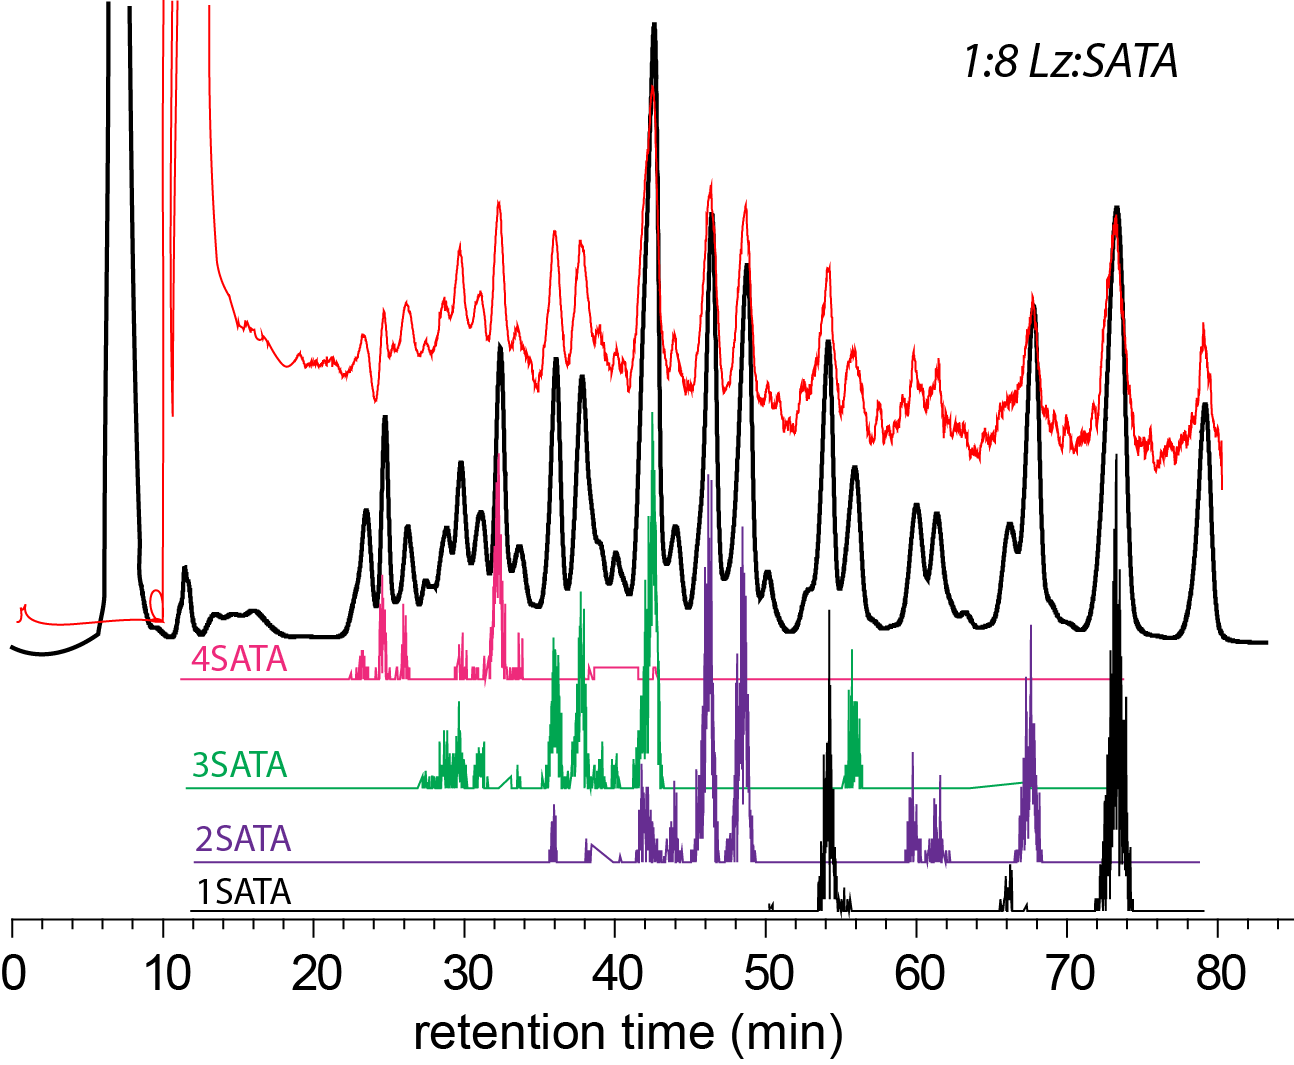 1:8 Lz:SATA
4SATA
3SATA
2SATA
1SATA
0 10 20 30 40 50 60 70 80
retention time (min)